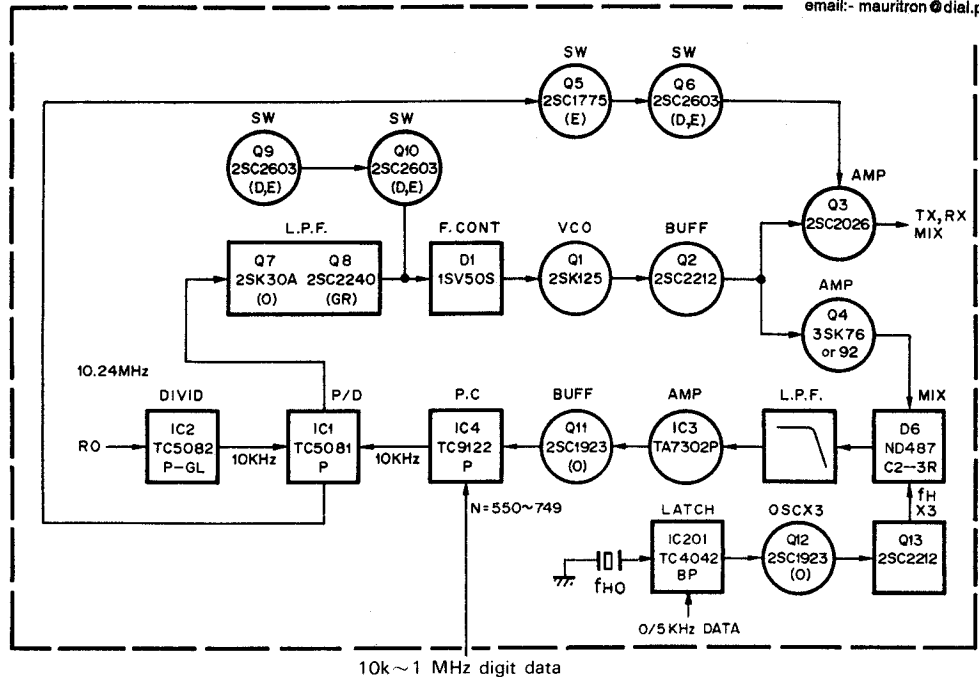 email:- mauritron@dial.p
SW
Q5
2SC1775
(E)
SW
Q6
2SC2603
(D,E)
SW
Q9
2SC2603
(D,E)
SW
Q10
2SC2603
(D,E)
AMP
Q3
2SC2026
TX, RX
MIX
L.P.F.
Q7
2SK30A
(O)
Q8
2SC2240
(GR)
F. CONT
D1
1SV50S
VCO
Q1
2SK125
BUFF
Q2
2SC2212
AMP
Q4
3SK76
or 92
10.24MHz
DIVID
RO
IC2
TC5082
P-GL
10KHz
P/D
IC1
TC5081
P
10KHz
P.C
IC4
TC9122
P
BUFF
Q11
2SC1923
(O)
AMP
IC3
TA7302P
L.P.F.
MIX
D6
ND487
C2--3R
N=550~749
fH
X3
LATCH
IC201
TC4042
BP
OSCX3
Q12
2SC1923
(O)
Q13
2SC2212
fHO
0/5KHz DATA
10k~1 MHz digit data